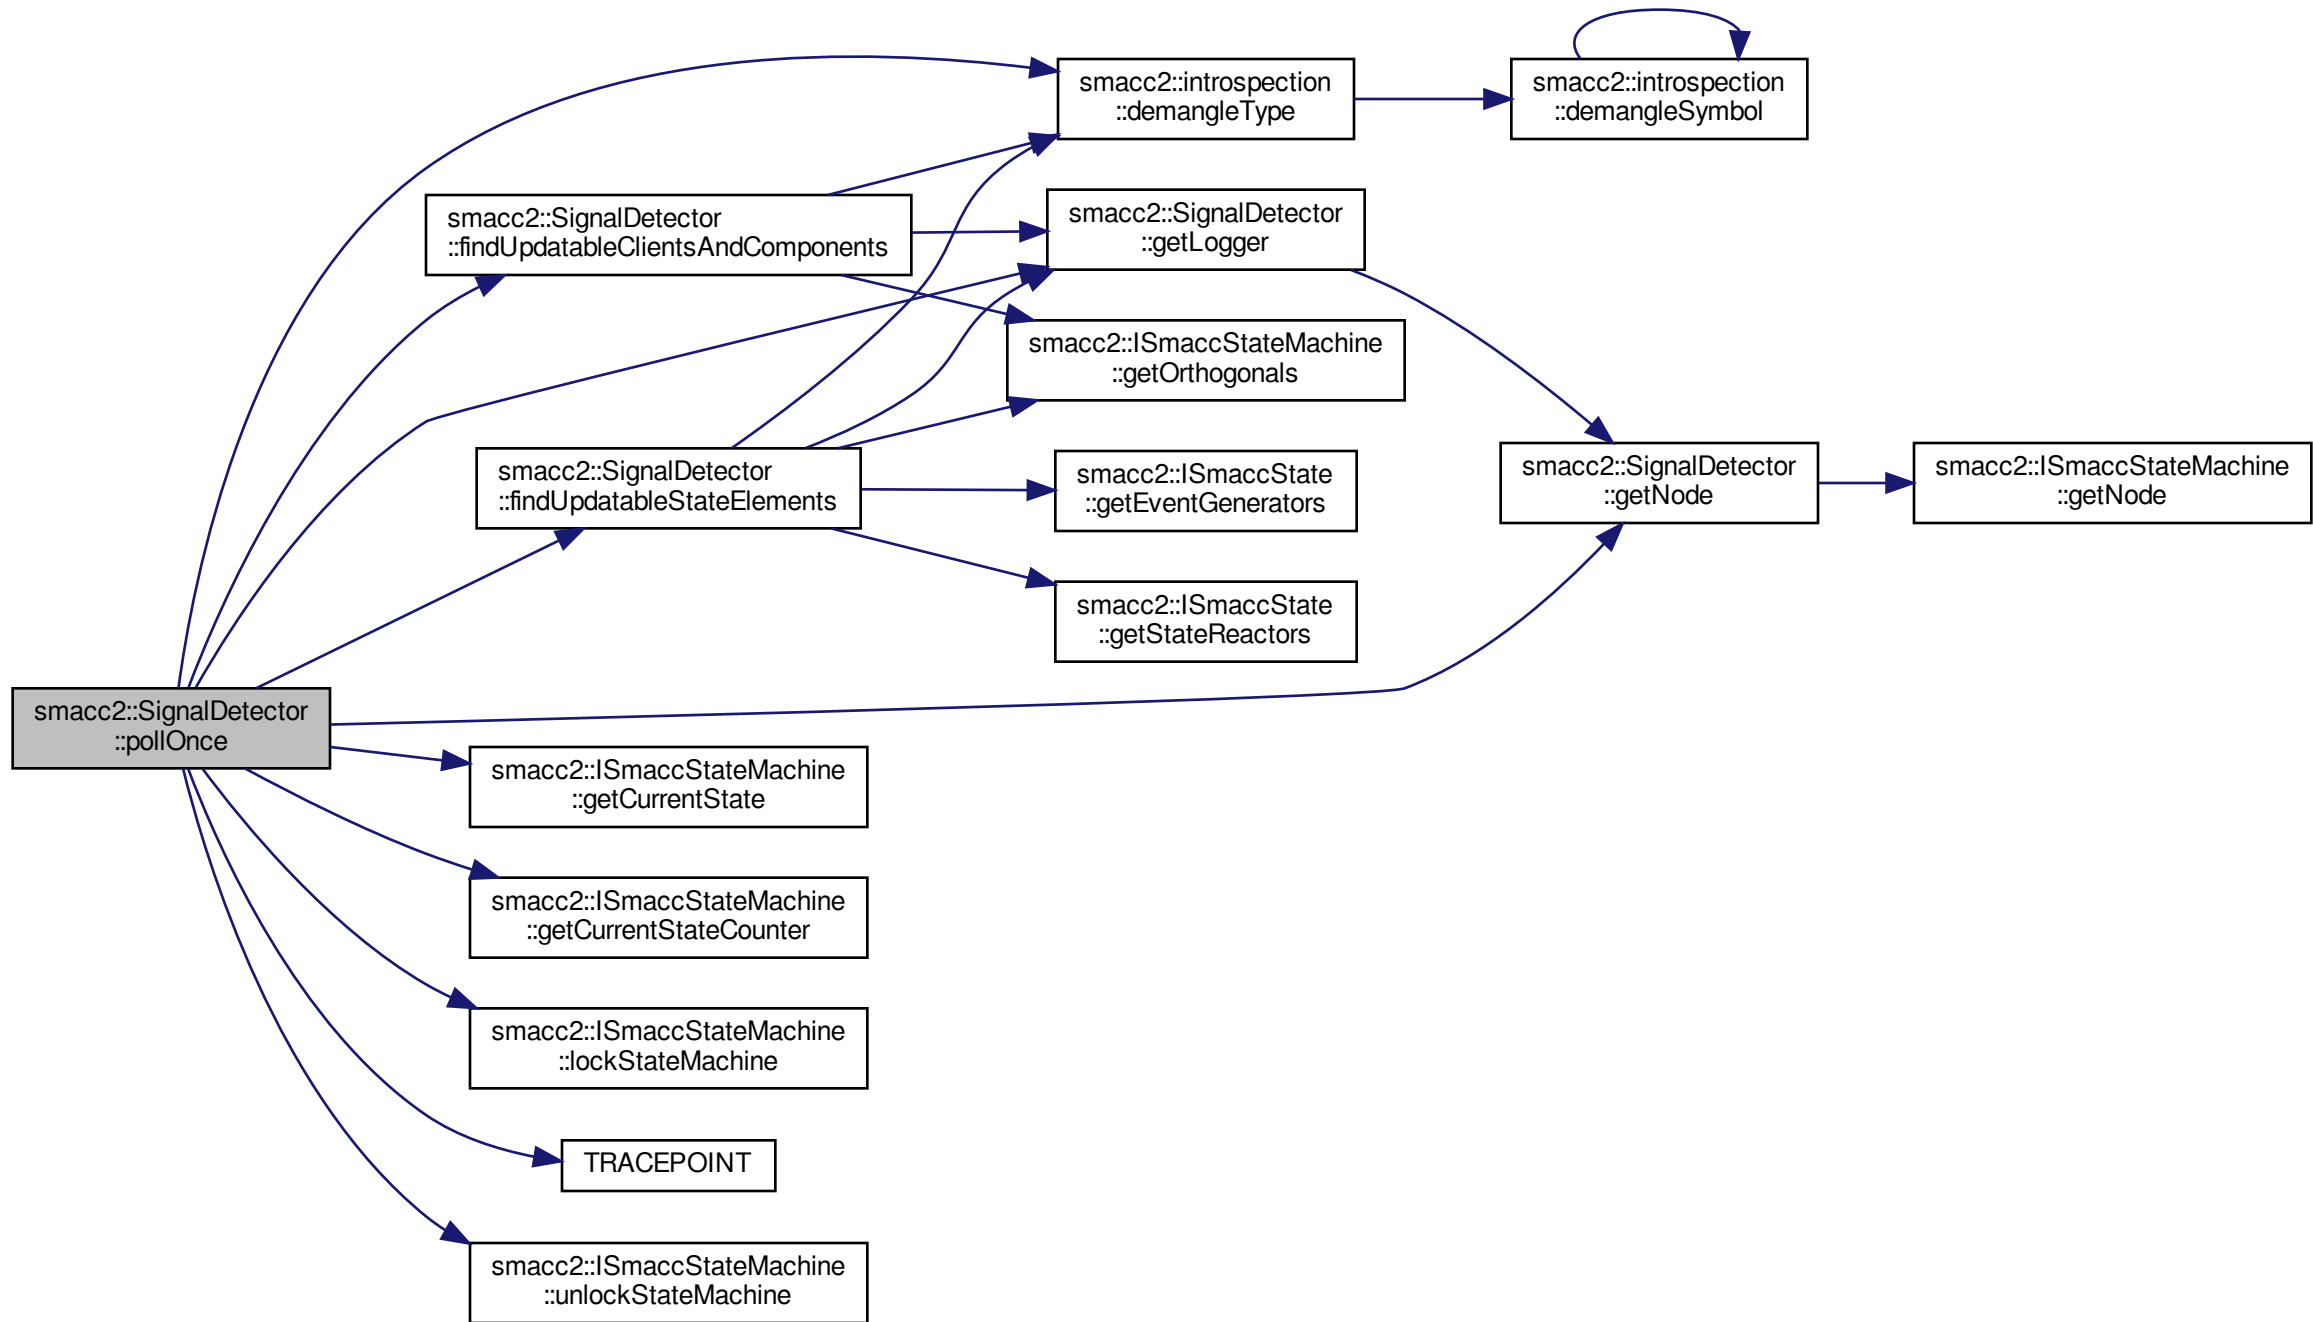 smacc2::introspection
::demangleType
smacc2::introspection
::demangleSymbol
smacc2::SignalDetector
::findUpdatableClientsAndComponents
smacc2::SignalDetector
::getLogger
smacc2::ISmaccStateMachine
::getOrthogonals
smacc2::SignalDetector
::findUpdatableStateElements
smacc2::ISmaccState
::getEventGenerators
smacc2::SignalDetector
::getNode
smacc2::ISmaccStateMachine
::getNode
smacc2::ISmaccState
::getStateReactors
smacc2::SignalDetector
::pollOnce
smacc2::ISmaccStateMachine
::getCurrentState
smacc2::ISmaccStateMachine
::getCurrentStateCounter
smacc2::ISmaccStateMachine
::lockStateMachine
TRACEPOINT
smacc2::ISmaccStateMachine
::unlockStateMachine